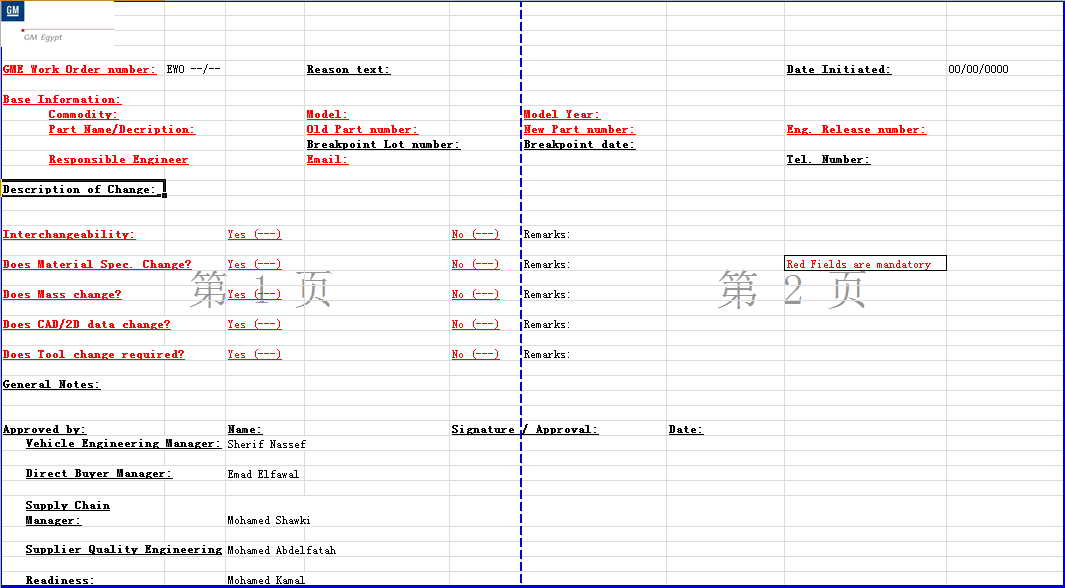 GM
GM Egypt
GME Work Order number: EWO --/-- Reason text: Date Initiated: 00/00/0000
Base Information:
Commodity: Model: Model Year:
Part Name/Decription: Old Part number: New Part number: Eng. Release number:
Breakpoint Lot number: Breakpoint date:
Responsible Engineer Email: Tel. Number:
Description of Change:
Interchangeability: Yes (---) No (---) Remarks:
Does Material Spec. Change? Yes (---) No (---) Remarks: Red Fields are mandatory
第 1 页 第 2 页
Does Mass change? Yes (---) No (---) Remarks:
Does CAD/2D data change? Yes (---) No (---) Remarks:
Does Tool change required? Yes (---) No (---) Remarks:
General Notes:
Approved by: Name: Signature / Approval: Date:
Vehicle Engineering Manager: Sherif Nassef
Direct Buyer Manager: Emad Elfawal
Supply Chain
Manager: Mohamed Shawki
Supplier Quality Engineering Mohamed Abdelfatah
Readiness: Mohamed Kamal